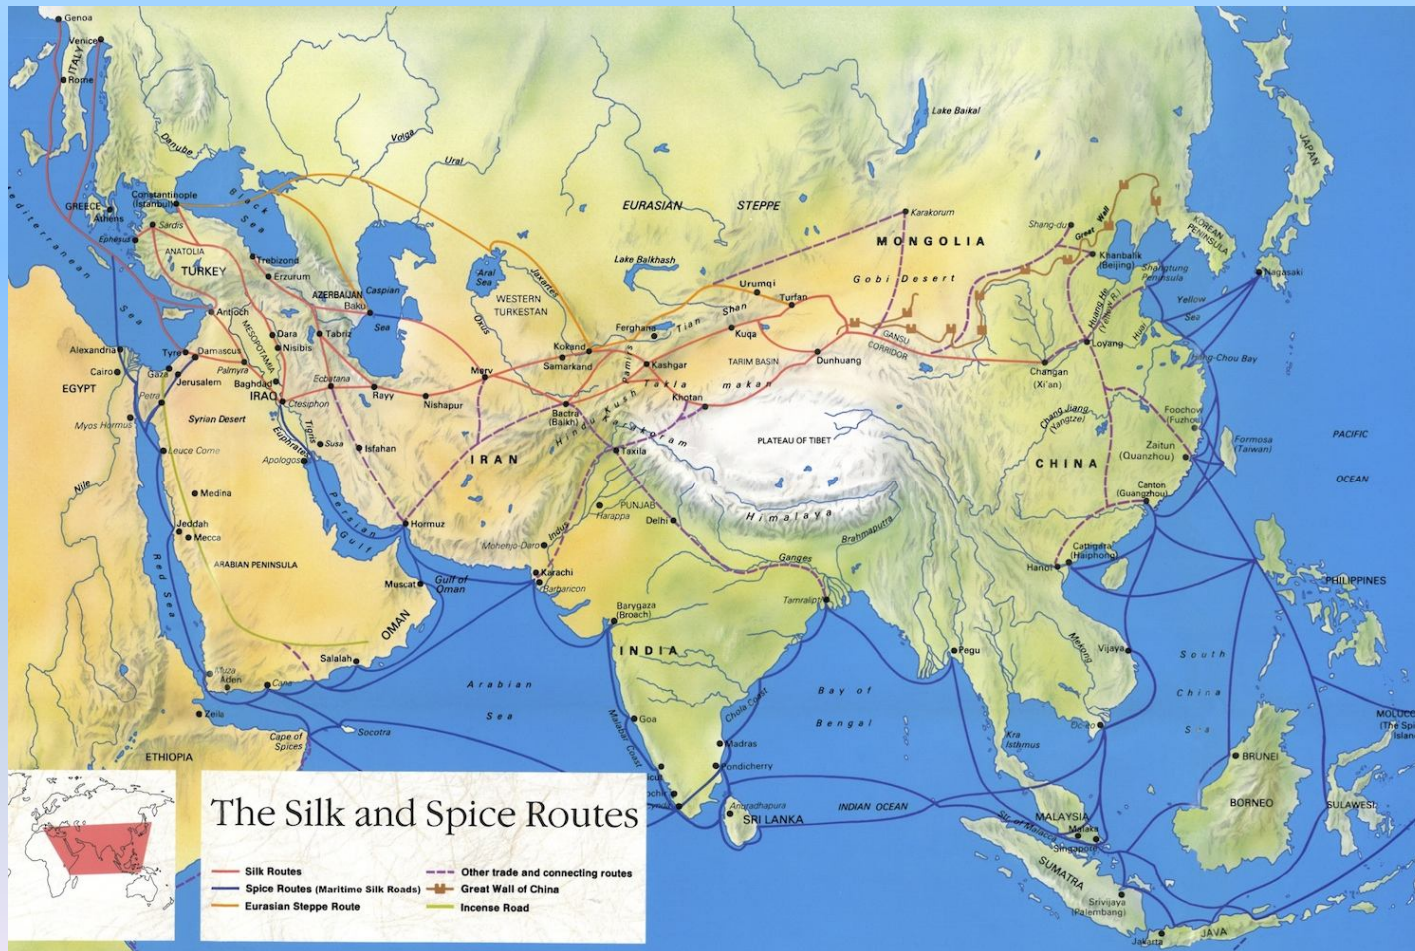 Genoa
Venice
ITALY
Rome
Danube
Volga
Ural
Lake Baikal
JAPAN
Mediterranean
Sea
GREECE
Athens
Constantinople
(Istanbul)
Black
Sea
Sardis
Ephesus
ANATOLIA
TURKEY
Trebizond
Erzurum
AZERBAIJAN
Baku
Caspian
Sea
Aral
Sea
Jaxartes
Oxus
WESTERN
TURKESTAN
EURASIAN STEPPE
Lake Balkhash
Karakorum
MONGOLIA
Gobi Desert
Shang-du
Great Wall
Khanbalik
(Beijing)
KOREAN
PENINSULA
Shangtung
Peninsula
Nagasaki
Yellow
Sea
Antioch
MESOPOTAMIA
Dara
Nisibis
Tabriz
Urumqi
Turfan
Tian Shan
Ferghana
Kokand
Samarkand
Pamirs
Kuqa
Kashgar
TARIM BASIN
Takla makan
Dunhuang
GANSU
CORRIDOR
Huang He
(Yellow R.)
Huai
Loyang
Hang-Chou Bay
Changan
(Xi'an)
Alexandria
Cairo
EGYPT
Tyre
Damascus
Gaza
Jerusalem
Palmyra
Petra
Baghdad
IRAQ
Ctesiphon
Ecbatana
Rayy
Nishapur
Merv
Bactra
(Balkh)
Hindu Kush
Karakoram
Khotan
PLATEAU OF TIBET
Chang Jiang
(Yangtze)
Foochow
(Fuzhou)
Zaitun
(Quanzhou)
Formosa
(Taiwan)
PACIFIC
OCEAN
Myos Hormus
Syrian Desert
Euphrates
Tigris
Susa
Apologos
Isfahan
IRAN
Taxila
CHINA
Canton
(Guangzhou)
Nile
Leuce Come
Medina
Jeddah
Mecca
Red Sea
Persian
Gulf
Hormuz
PUNJAB
Harappa
Indus
Mohenjo-Daro
Delhi
Himalaya
Brahmaputra
Ganges
Cattigara
(Haiphong)
Hanoi
ARABIAN PENINSULA
Muscat
Gulf of
Oman
OMAN
Karachi
Barbaricon
Barygaza
(Broach)
Tamralipti
INDIA
Pegu
Mekong
Vijaya
PHILIPPINES
Salalah
Muza
Aden
Cana
Zeila
Socotra
Cape of
Spices
ETHIOPIA
Arabian
Sea
Malabar Coast
Goa
Chola Coast
Madras
Pondicherry
Bay of
Bengal
Kra
Isthmus
Oc-eo
South
China
Sea
Anuradhapura
SRI LANKA
INDIAN OCEAN
MALAYSIA
Str. of Malacca
Malaka
Singapore
SUMATRA
Srivijaya
(Palembang)
Jakarta
JAVA
BRUNEI
BORNEO
SULAWESI
The Silk and Spice Routes
Silk Routes
Spice Routes (Maritime Silk Roads)
Eurasian Steppe Route
Other trade and connecting routes
Great Wall of China
Incense Road